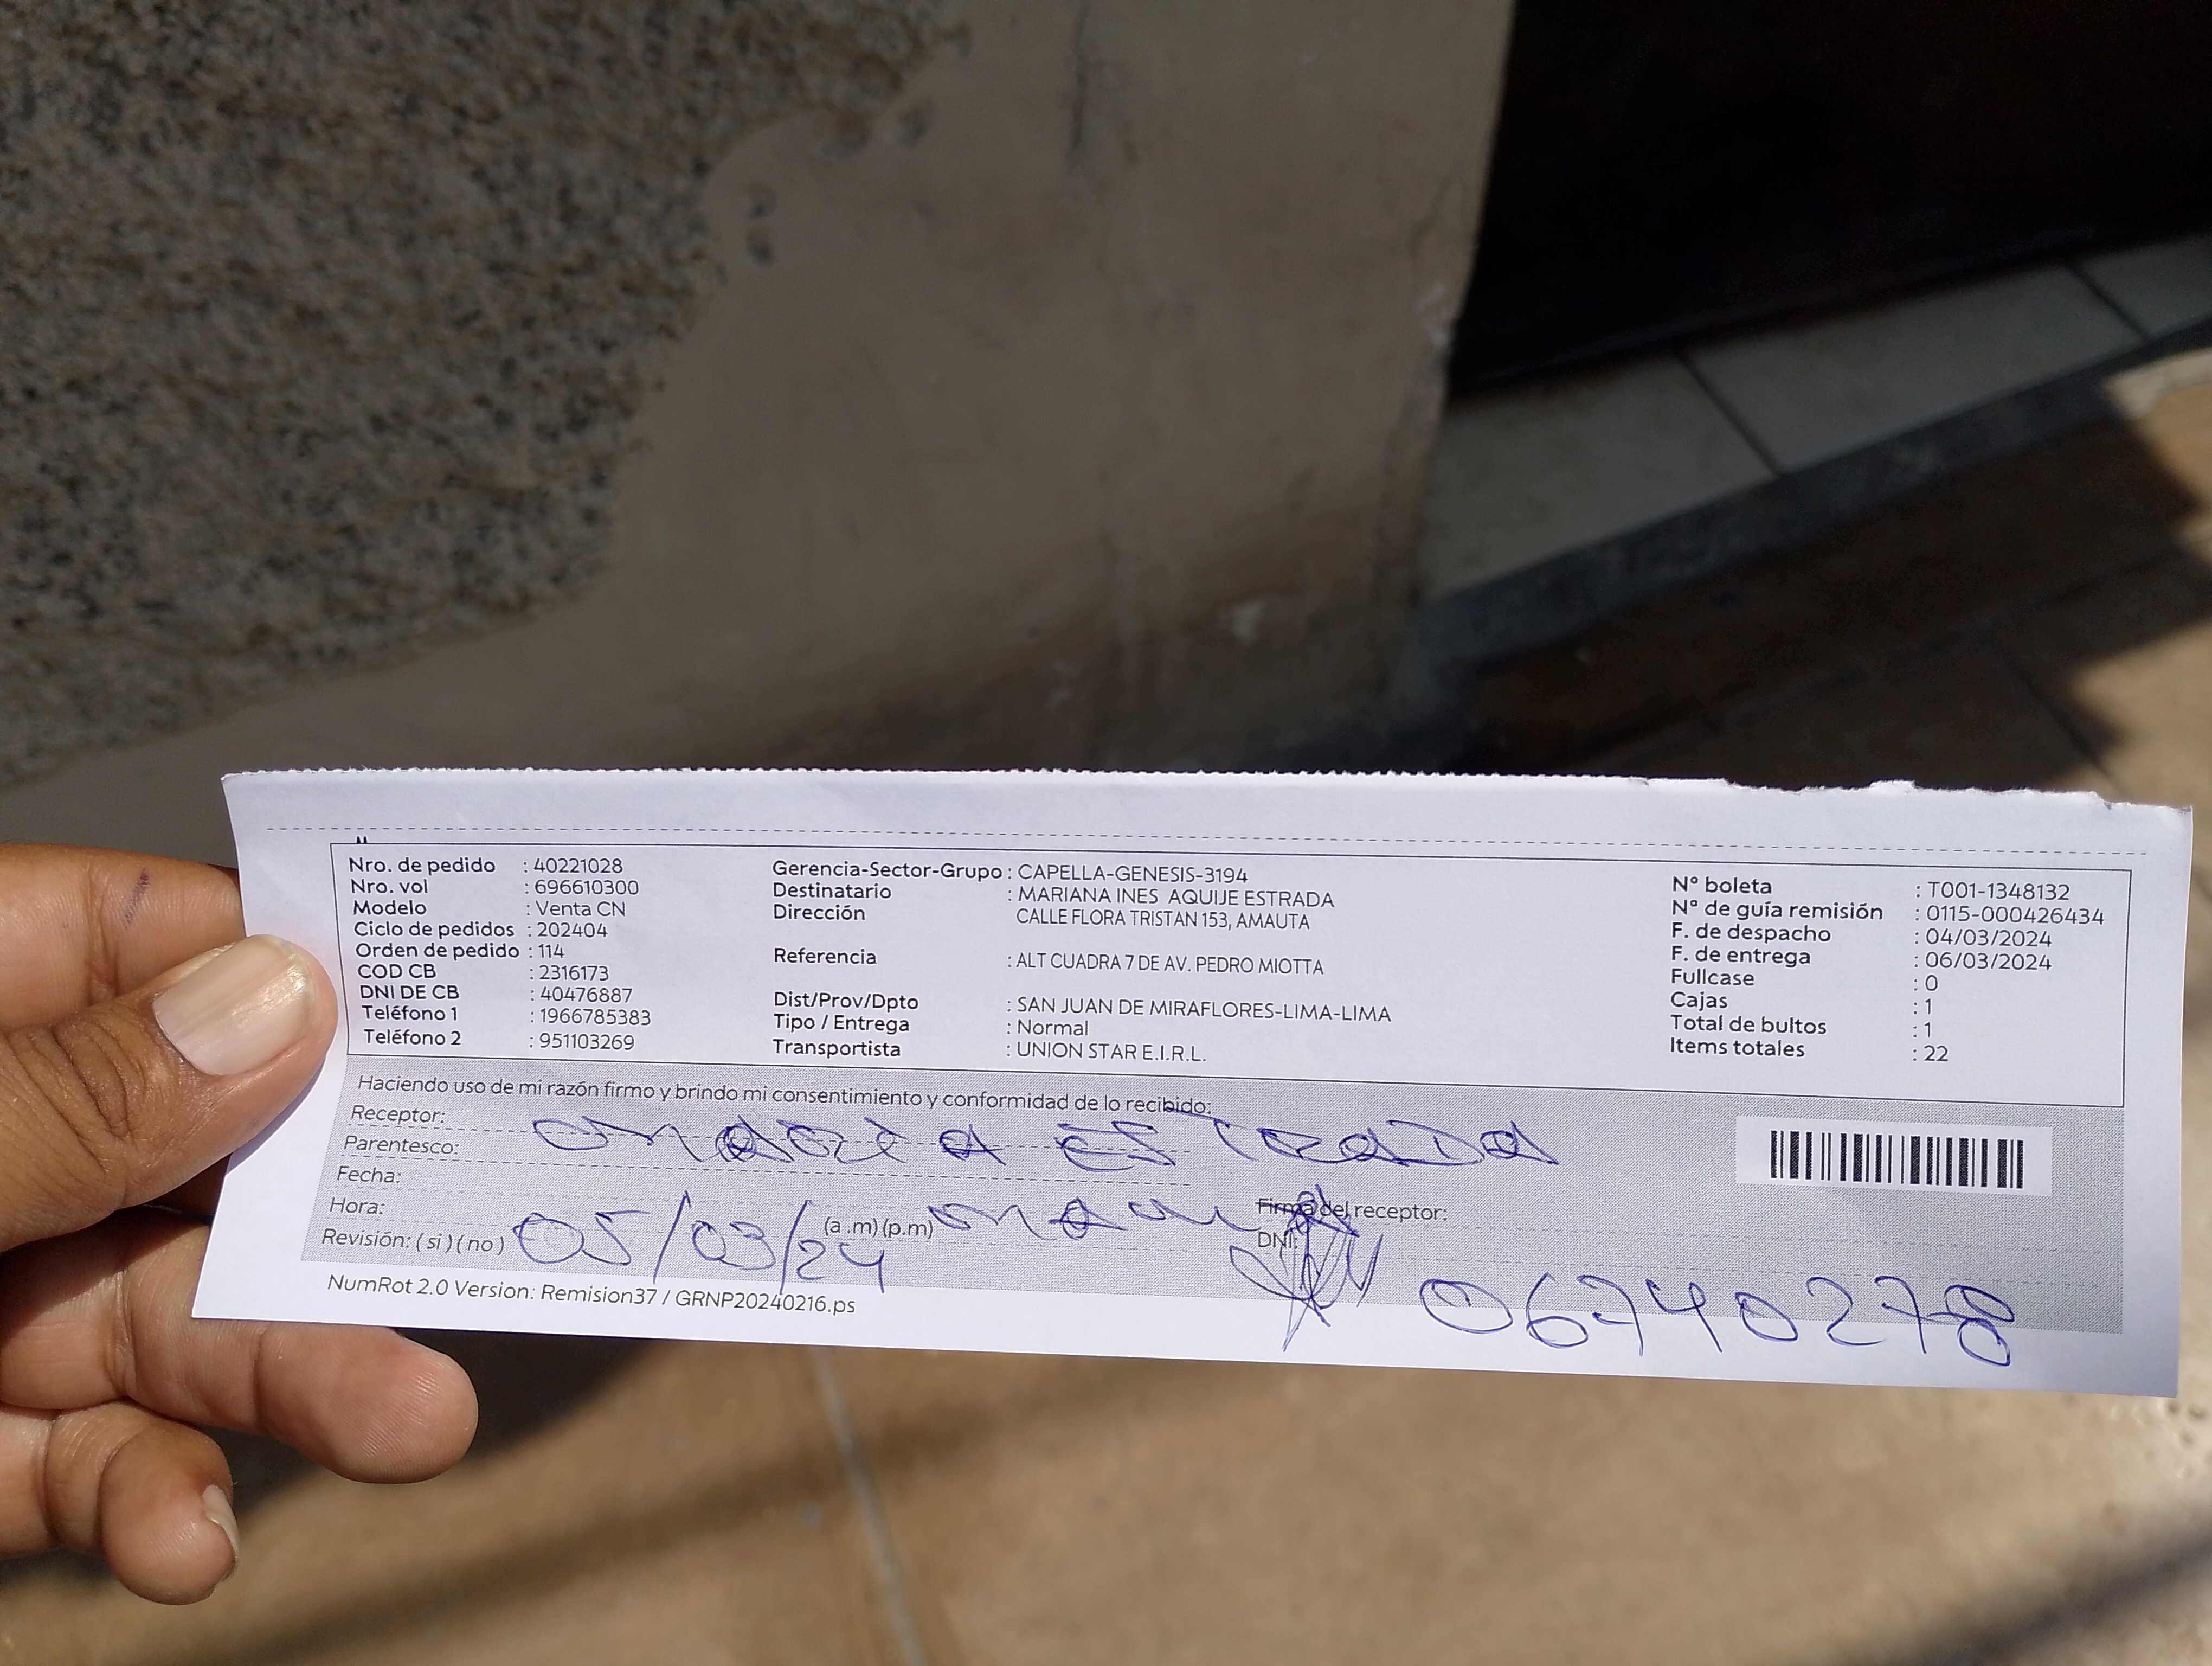 Nro. de pedido : 40221028
Nro. vol : 696610300
Modelo : Venta CN
Ciclo de pedidos : 202404
Orden de pedido : 114
COD CB : 2316173
DNI DE CB : 40476887
Teléfono 1 : 1966785383
Teléfono 2 : 951103269
Gerencia-Sector-Grupo : CAPELLA-GENESIS-3194
Destinatario : MARIANA INES AQUIJE ESTRADA
Dirección CALLE FLORA TRISTAN 153, AMAUTA
Referencia : ALT CUADRA 7 DE AV. PEDRO MIOTTA
Dist/Prov/Dpto : SAN JUAN DE MIRAFLORES-LIMA-LIMA
Tipo / Entrega : Normal
Transportista : UNION STAR E.I.R.L.
N° boleta : T001-1348132
N° de guía remisión : 0115-000426434
F. de despacho : 04/03/2024
F. de entrega : 06/03/2024
Fullcase : 0
Cajas : 1
Total de bultos : 1
Items totales : 22
Haciendo uso de mi razón firmo y brindo mi consentimiento y conformidad de lo recibido:
Receptor:
Parentesco: MARIA ESTRADA
Fecha:
Hora: (a .m) (p.m) mamá
Firma del receptor:
Revisión: ( si ) ( no ) 05/03/24
DNI: 06740278
NumRot 2.0 Version: Remision37 / GRNP20240216.ps